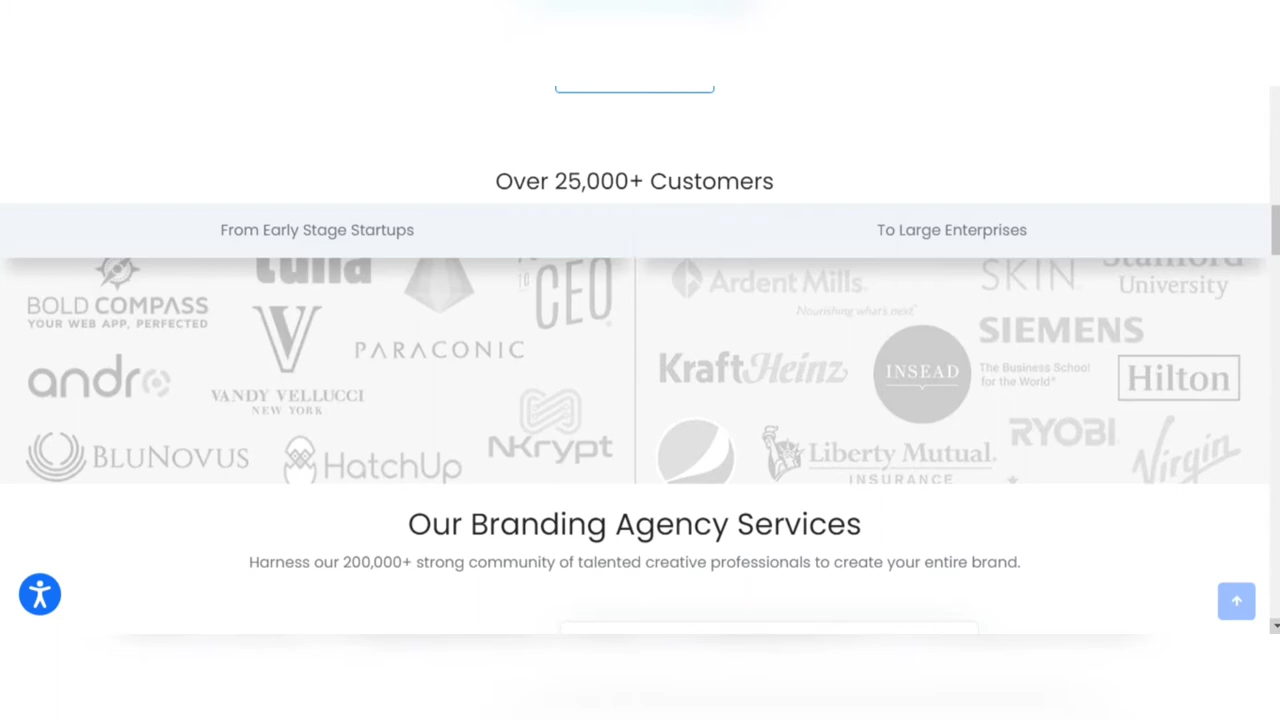 Over 25,000+ Customers
From Early Stage Startups
To Large Enterprises
BOLD COMPASS
YOUR WEB APP, PERFECTED
tulla
CEO
VANDY VELLUCCI
NEW YORK
PARACONIC
andr
BLUNOVUS
HatchUp
NKrypt
Ardent Mills.
Nourishing what's next.
SKIN
Stanford
University
SIEMENS
KraftHeinz
INSEAD
The Business School
for the World®
Hilton
RYOBI
Liberty Mutual.
INSURANCE
Virgin
Our Branding Agency Services
Harness our 200,000+ strong community of talented creative professionals to create your entire brand.